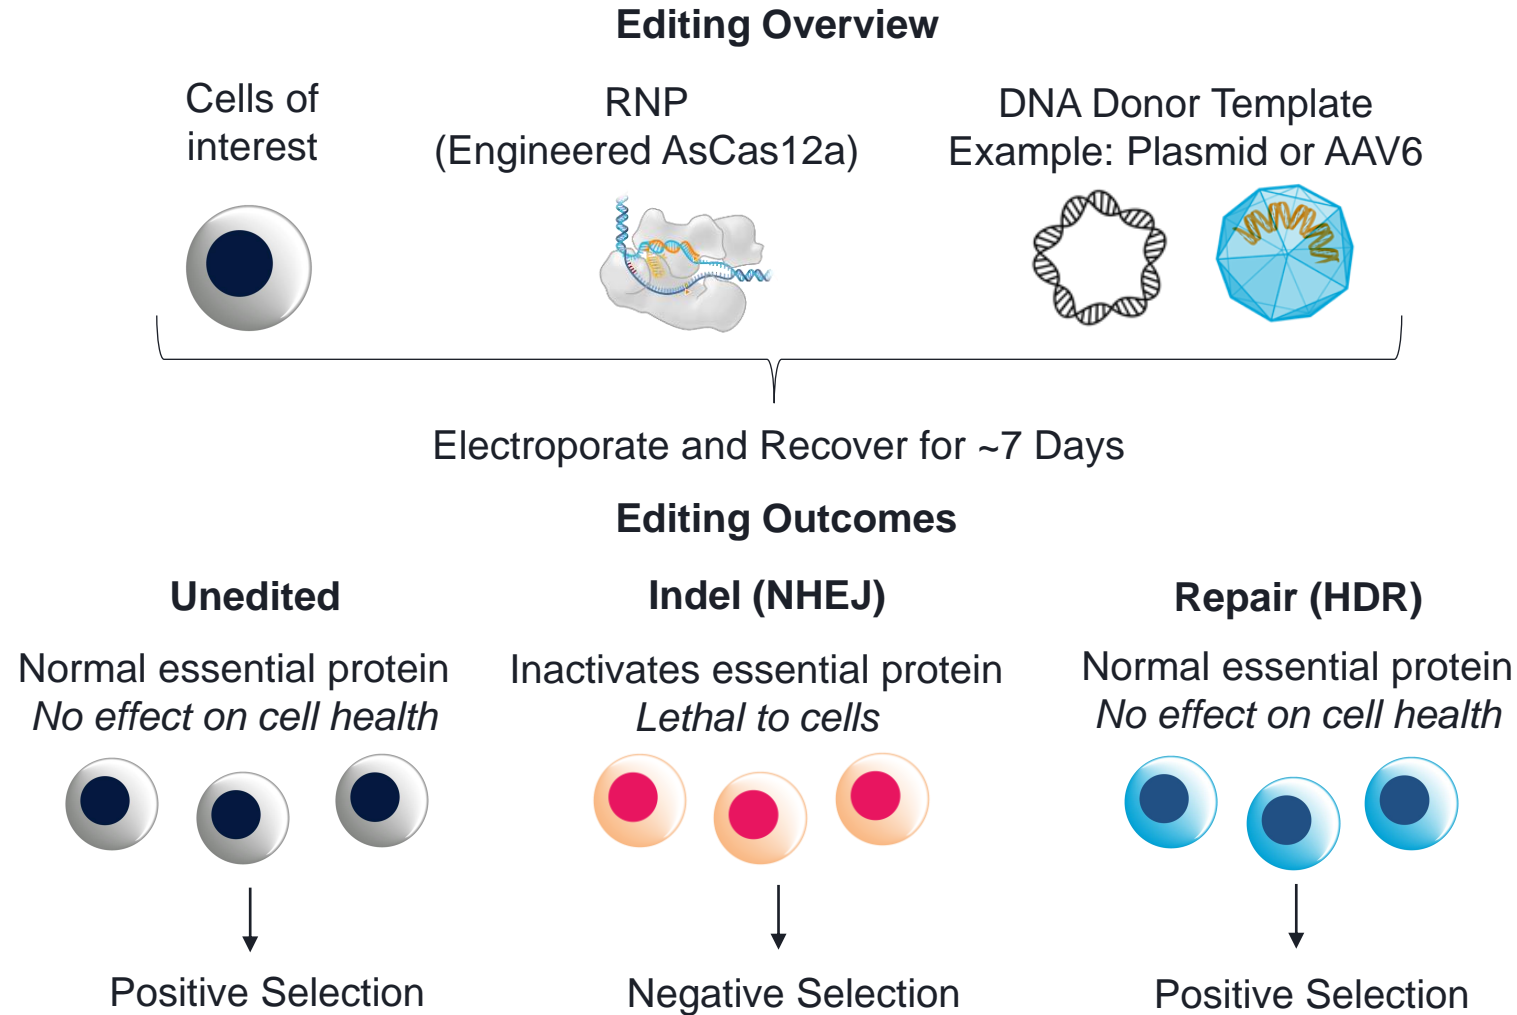 Editing Overview
Cells of
interest
RNP
(Engineered AsCas12a)
DNA Donor Template
Example: Plasmid or AAV6
Electroporate and Recover for ~7 Days
Editing Outcomes
Unedited
Normal essential protein
No effect on cell health
Positive Selection
Indel (NHEJ)
Inactivates essential protein
Lethal to cells
Negative Selection
Repair (HDR)
Normal essential protein
No effect on cell health
Positive Selection